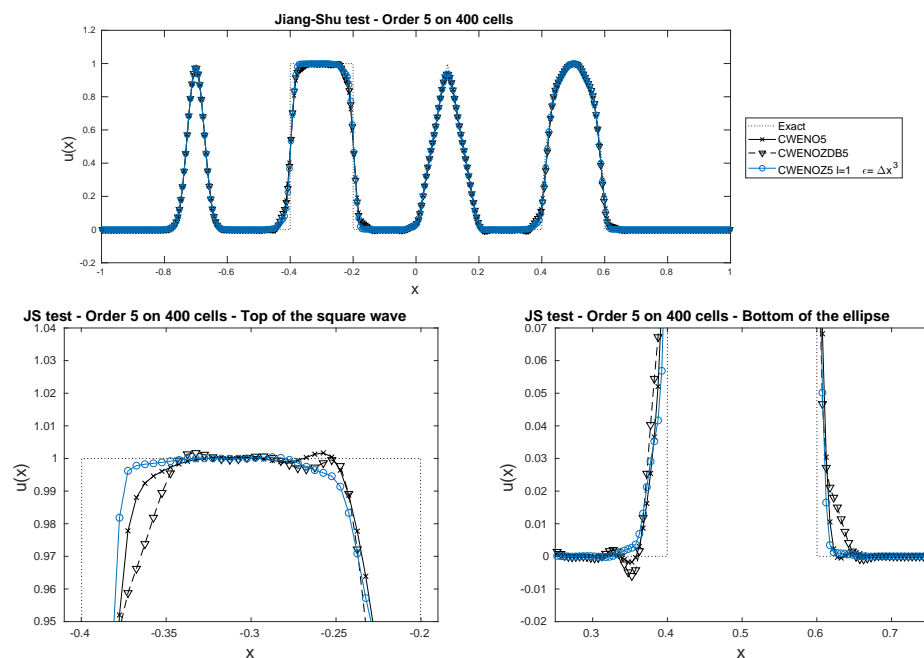 Jiang-Shu test - Order 5 on 400 cells
1.2
1
0.8
0.6
0.4
0.2
0
-0.2
u(x)
-1 -0.8 -0.6 -0.4 -0.2 0 0.2 0.4 0.6 0.8 1
x
Exact
CWENO5
CWENOZDB5
CWENOZ5 l=1 ϵ= Δx³
JS test - Order 5 on 400 cells - Top of the square wave
1.04
1.03
1.02
1.01
1
0.99
0.98
0.97
0.96
0.95
u(x)
-0.4 -0.35 -0.3 -0.25 -0.2
x
JS test - Order 5 on 400 cells - Bottom of the ellipse
0.07
0.06
0.05
0.04
0.03
0.02
0.01
0
-0.01
-0.02
u(x)
0.3 0.4 0.5 0.6 0.7
x